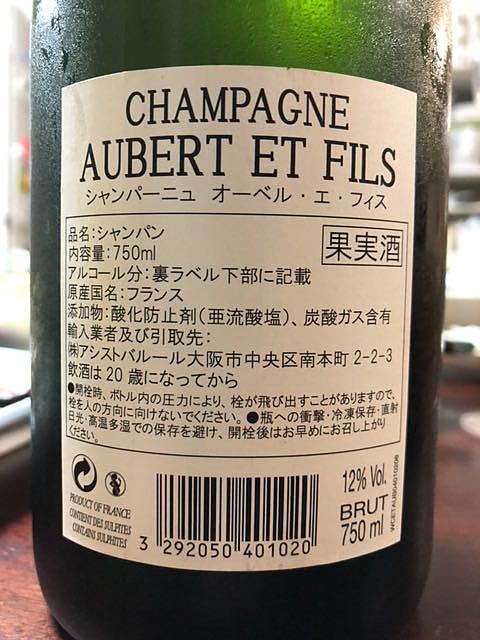 CHAMPAGNE
AUBERT ET FILS
シャンパーニュ オーベル・エ・フィス
品名:シャンパン
内容量:750ml
果実酒
アルコール分:裏ラベル下部に記載
原産国名:フランス
添加物:酸化防止剤(亜流酸塩)、炭酸ガス含有
輸入業者及び引取先:
㈱アシストバルール大阪市中央区南本町2-2-3
飲酒は20歳になってから
●開栓時、ボトル内の圧力により、栓が飛び出すことがありますので、
栓を人の方向に向けないでください。●瓶への衝撃・冷凍保存・直射
日光・高温多湿での保存を避け、開栓後はお早めにお召し上がり
ください。
PRODUCT OF FRANCE
CONTIENT DES SULFITES
CONTAINS SULPHITES
3 292050 401020
12% Vol.
BRUT
750 ml